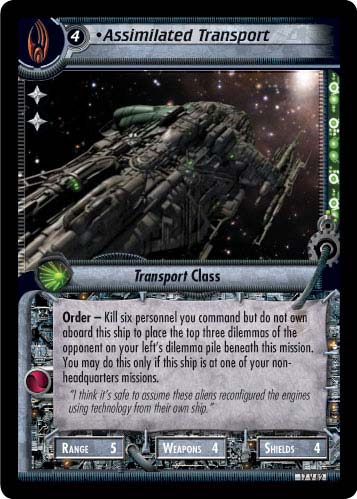 4 •Assimilated Transport
Transport Class
Order – Kill six personnel you command but do not own
aboard this ship to place the top three dilemmas of the
opponent on your left's dilemma pile beneath this mission.
You may do this only if this ship is at one of your non-
headquarters missions.
"I think it's safe to assume these aliens reconfigured the engines
using technology from their own ship."
RANGE 5 WEAPONS 4 SHIELDS 4